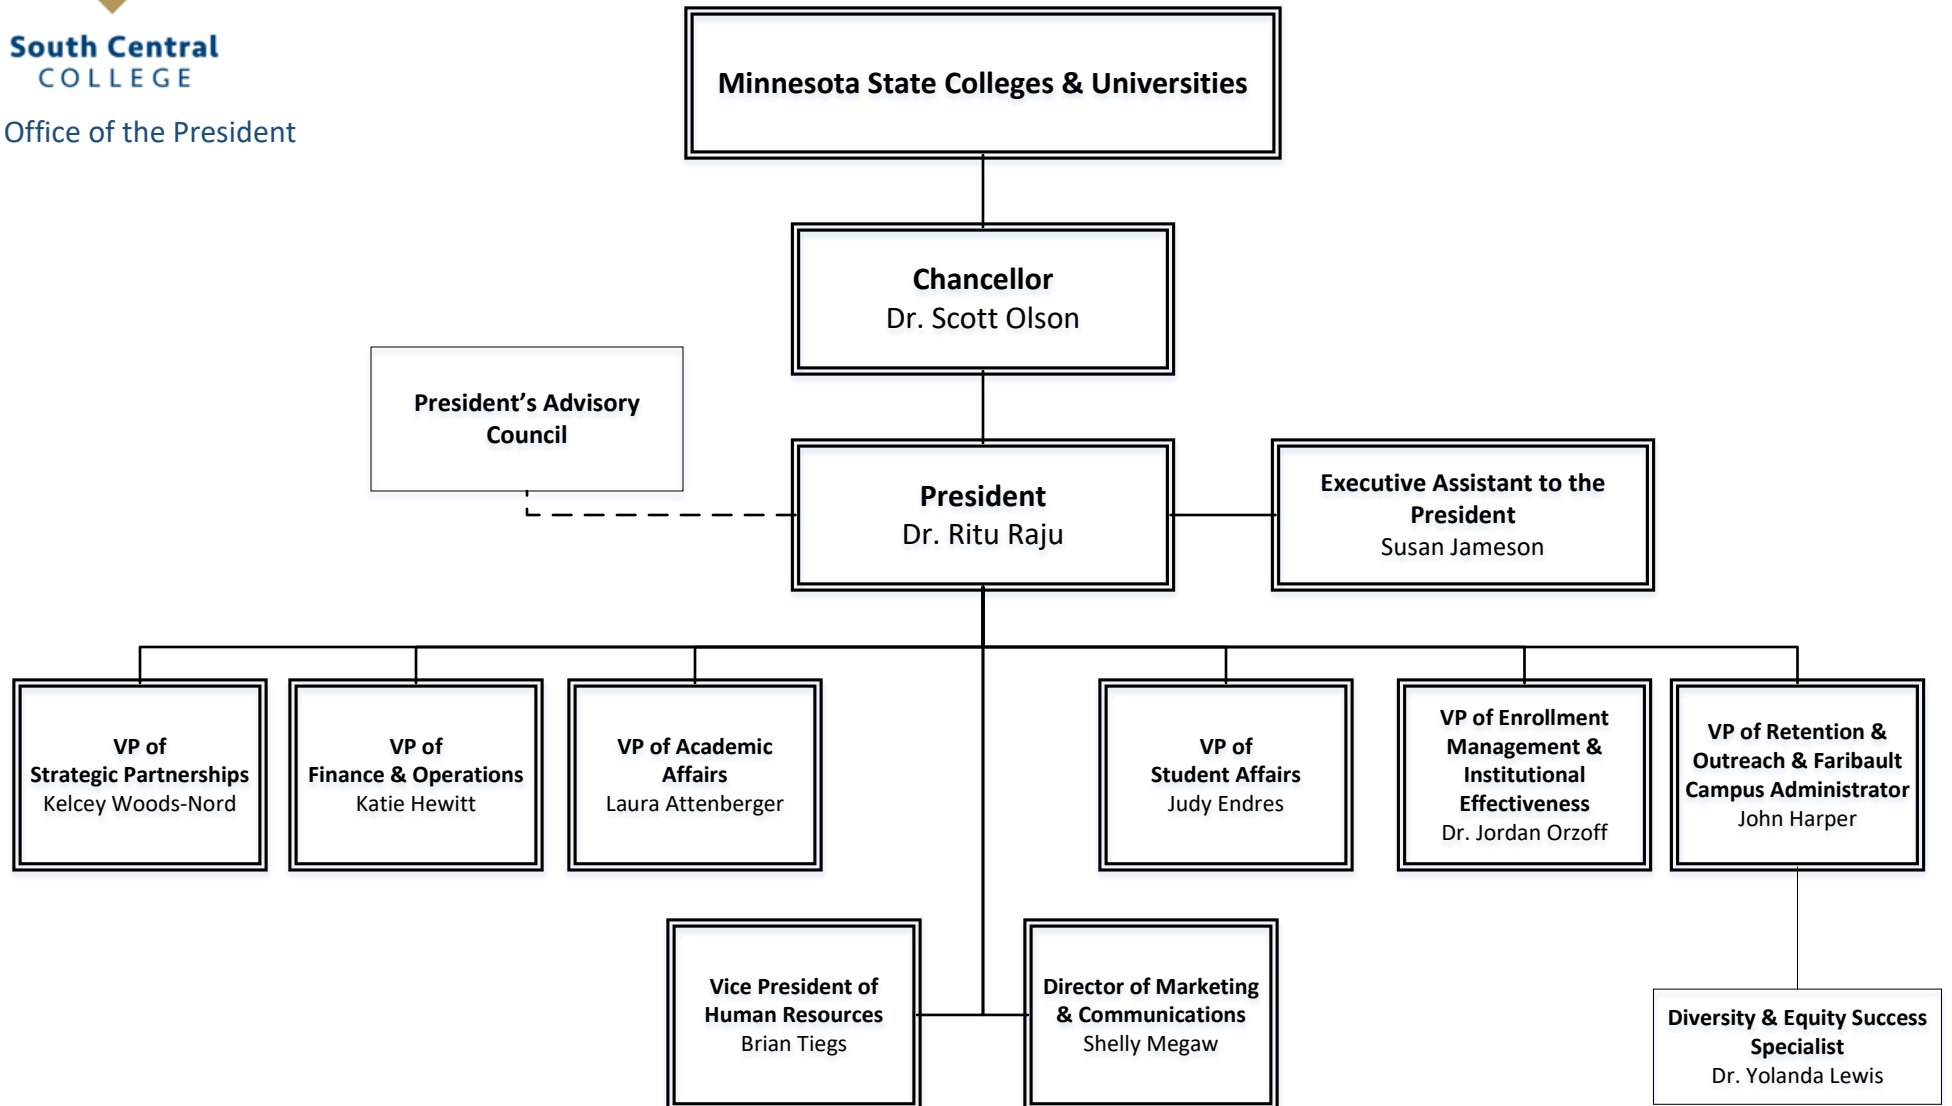 South Central
COLLEGE
Office of the President
Minnesota State Colleges & Universities
Chancellor
Dr. Scott Olson
President’s Advisory
Council
President
Dr. Ritu Raju
Executive Assistant to the
President
Susan Jameson
VP of
Strategic Partnerships
Kelcey Woods-Nord
VP of
Finance & Operations
Katie Hewitt
VP of Academic
Affairs
Laura Attenberger
VP of
Student Affairs
Judy Endres
VP of Enrollment
Management &
Institutional
Effectiveness
Dr. Jordan Orzoff
VP of Retention &
Outreach & Faribault
Campus Administrator
John Harper
Vice President of
Human Resources
Brian Tiegs
Director of Marketing
& Communications
Shelly Megaw
Diversity & Equity Success
Specialist
Dr. Yolanda Lewis